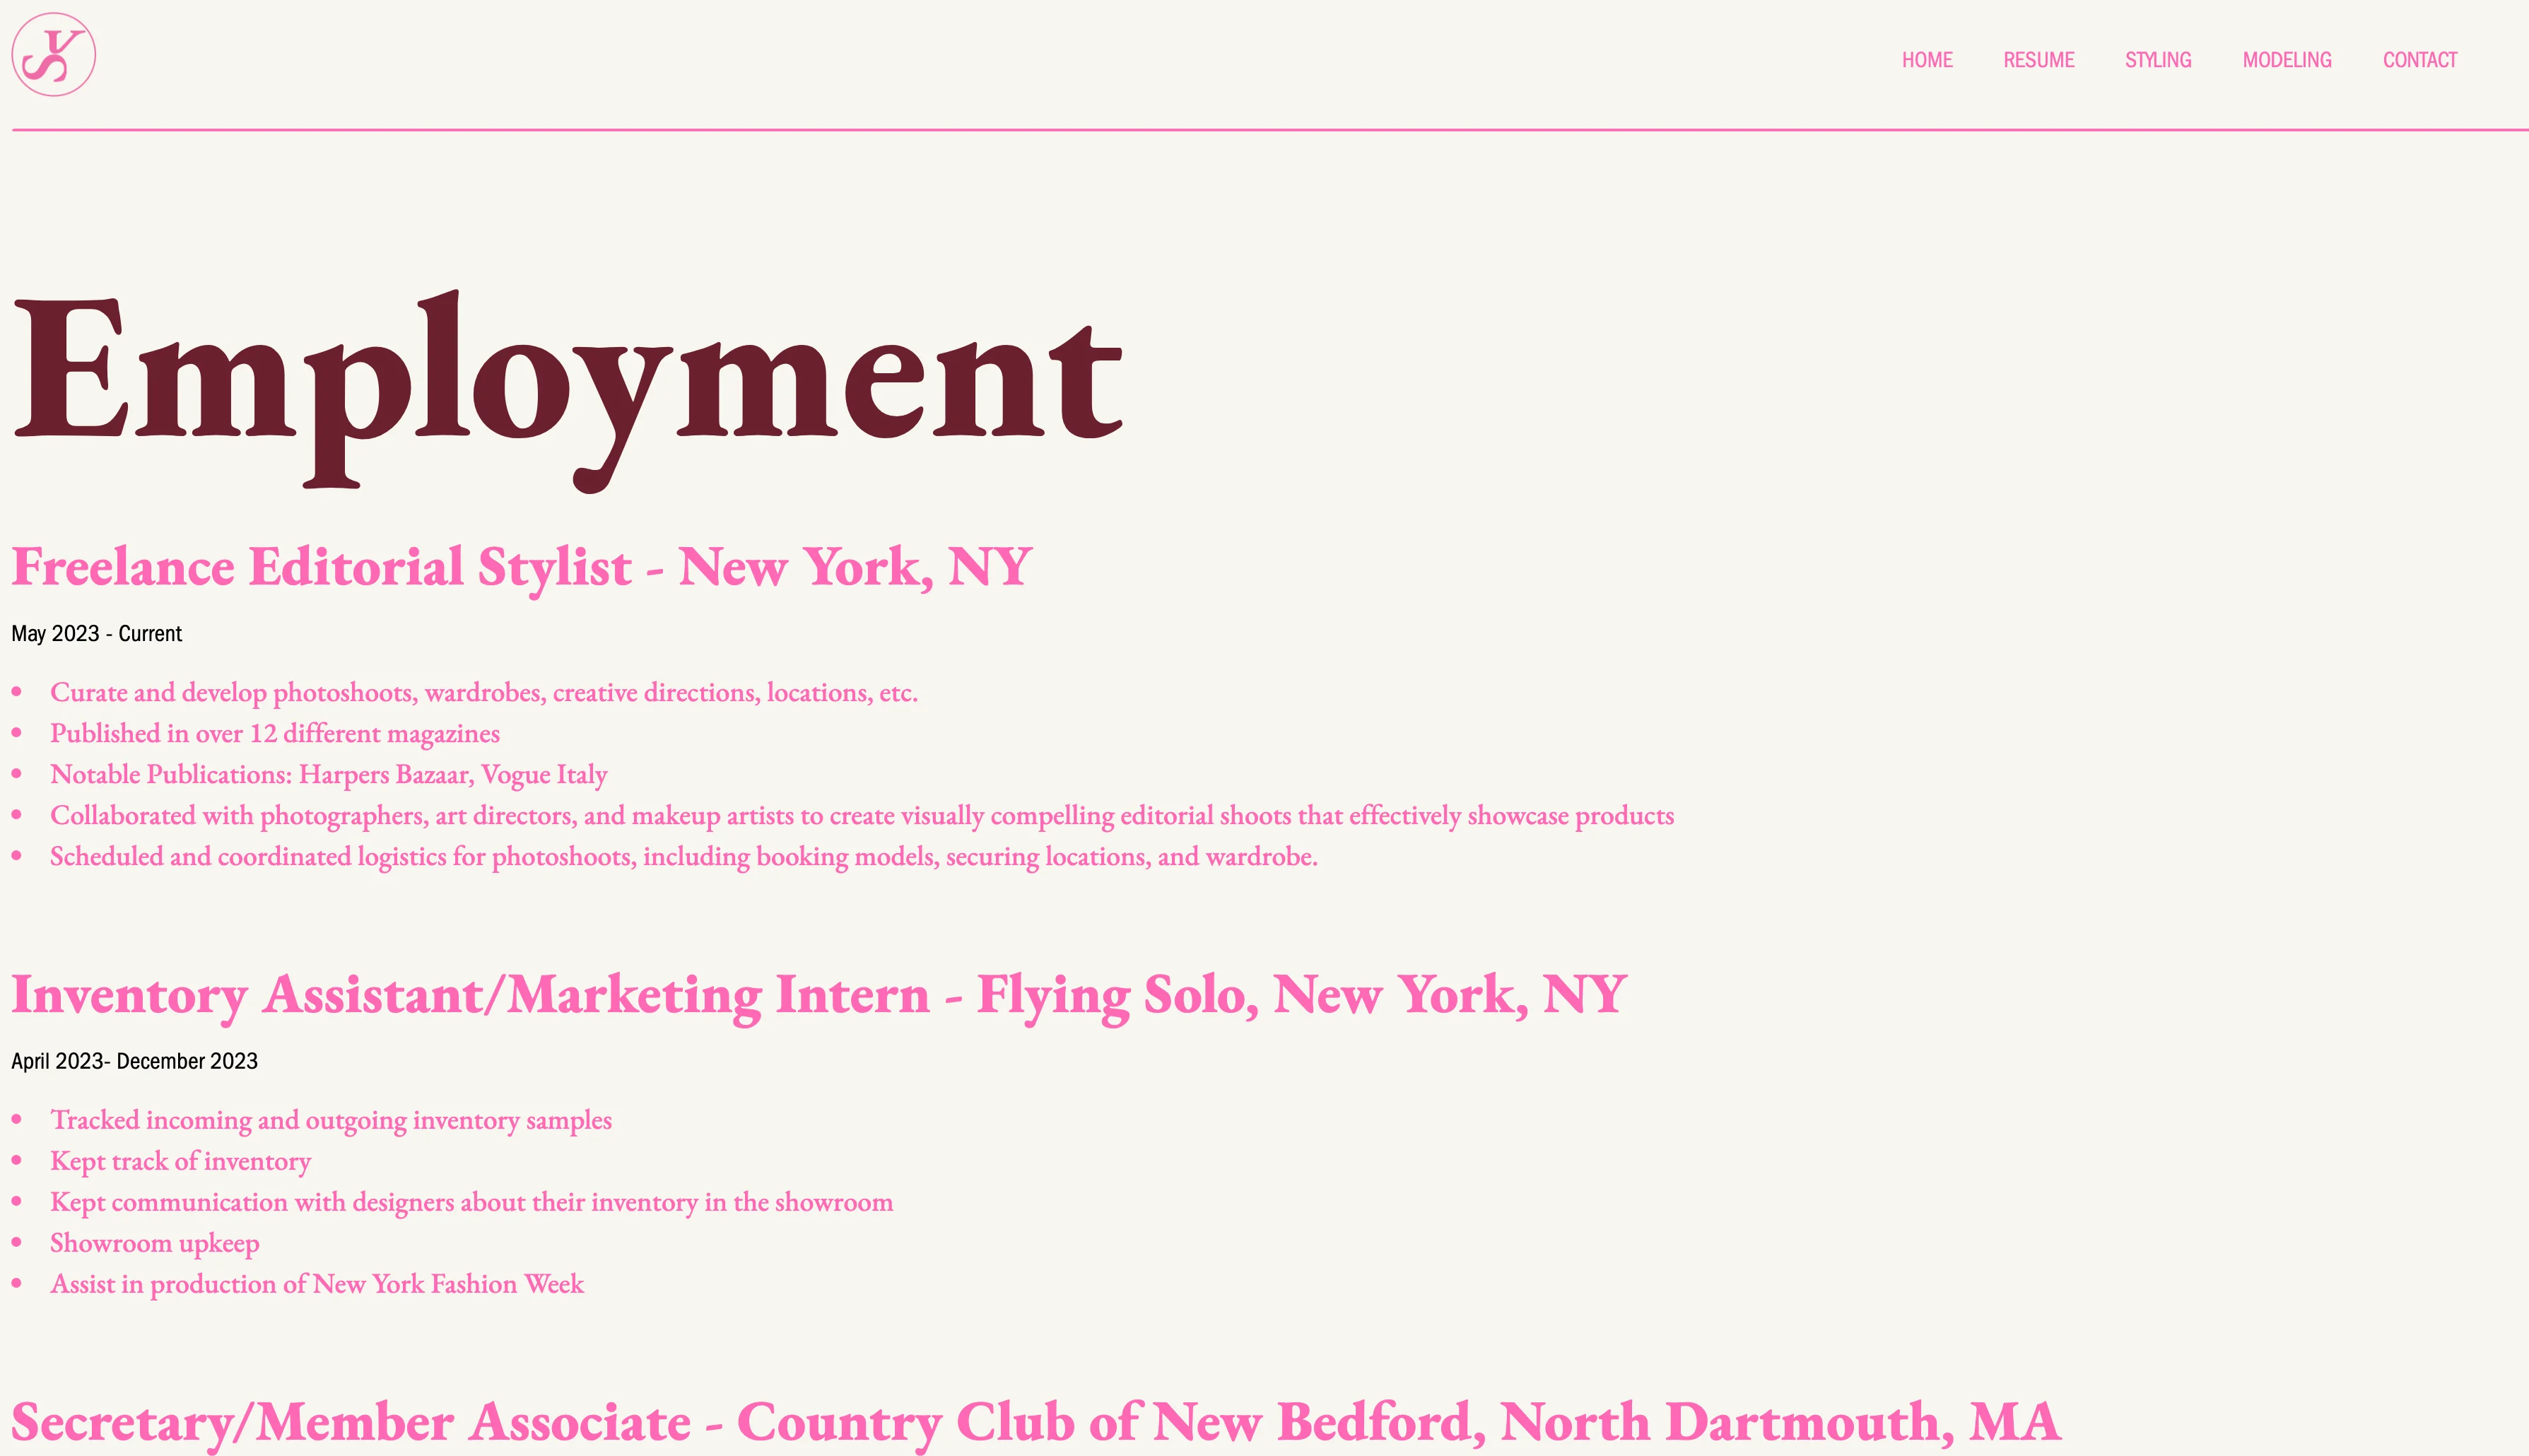 SK
HOME RESUME STYLING MODELING CONTACT
Employment
Freelance Editorial Stylist - New York, NY
May 2023 - Current
• Curate and develop photoshoots, wardrobes, creative directions, locations, etc.
• Published in over 12 different magazines
• Notable Publications: Harpers Bazaar, Vogue Italy
• Collaborated with photographers, art directors, and makeup artists to create visually compelling editorial shoots that effectively showcase products
• Scheduled and coordinated logistics for photoshoots, including booking models, securing locations, and wardrobe.
Inventory Assistant/Marketing Intern - Flying Solo, New York, NY
April 2023- December 2023
• Tracked incoming and outgoing inventory samples
• Kept track of inventory
• Kept communication with designers about their inventory in the showroom
• Showroom upkeep
• Assist in production of New York Fashion Week
Secretary/Member Associate - Country Club of New Bedford, North Dartmouth, MA